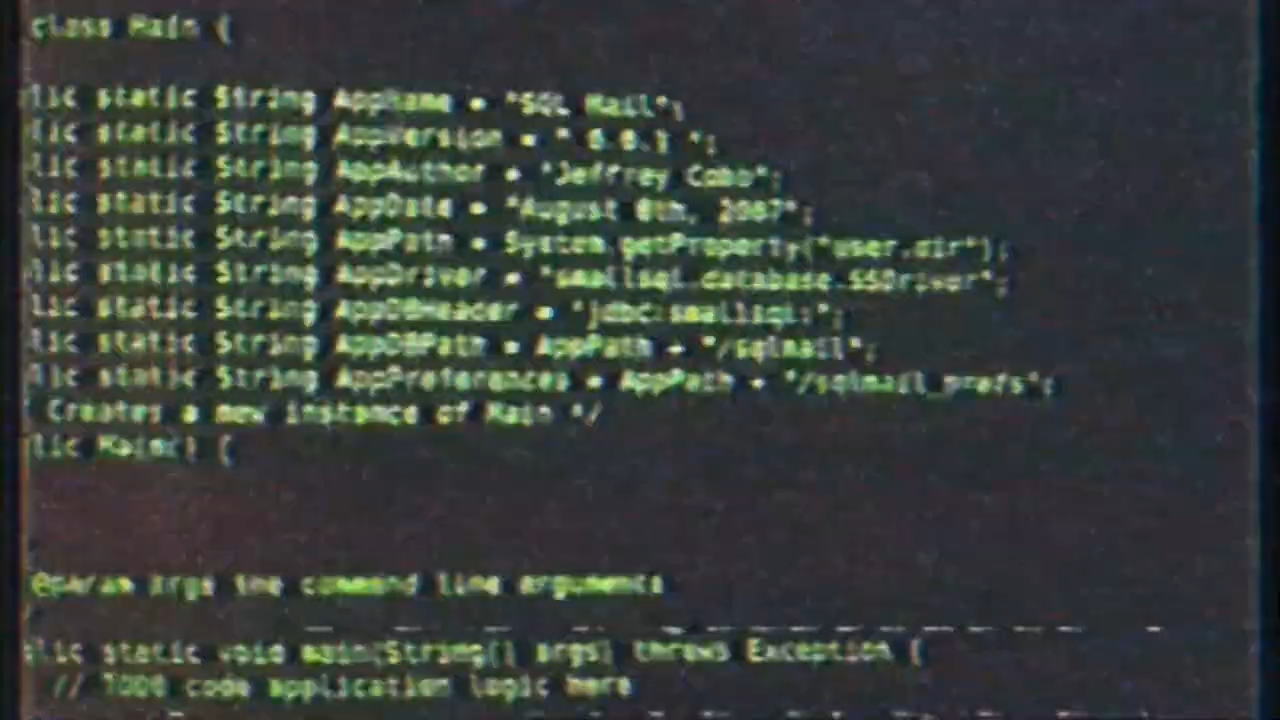 class Main {
lic static String AppName = "SQL Mail";
lic static String AppVersion = " 0.0.1 ";
lic static String AppAuthor = "Jeffrey Cobo";
lic static String AppDate = "August 8th, 2007";
lic static String AppPath = System.getProperty("user.dir");
lic static String AppDriver = "smallsql.database.SSDriver";
lic static String AppDBHeader = "jdbc:smallsql:";
lic static String AppDBPath = AppPath + "/sqlmail";
lic static String AppPreferences = AppPath + "/sqlmail_prefs";
Creates a new instance of Main */
lic Main() {
@param args the command line arguments
lic static void main(String[] args) throws Exception {
// TODO code application logic here